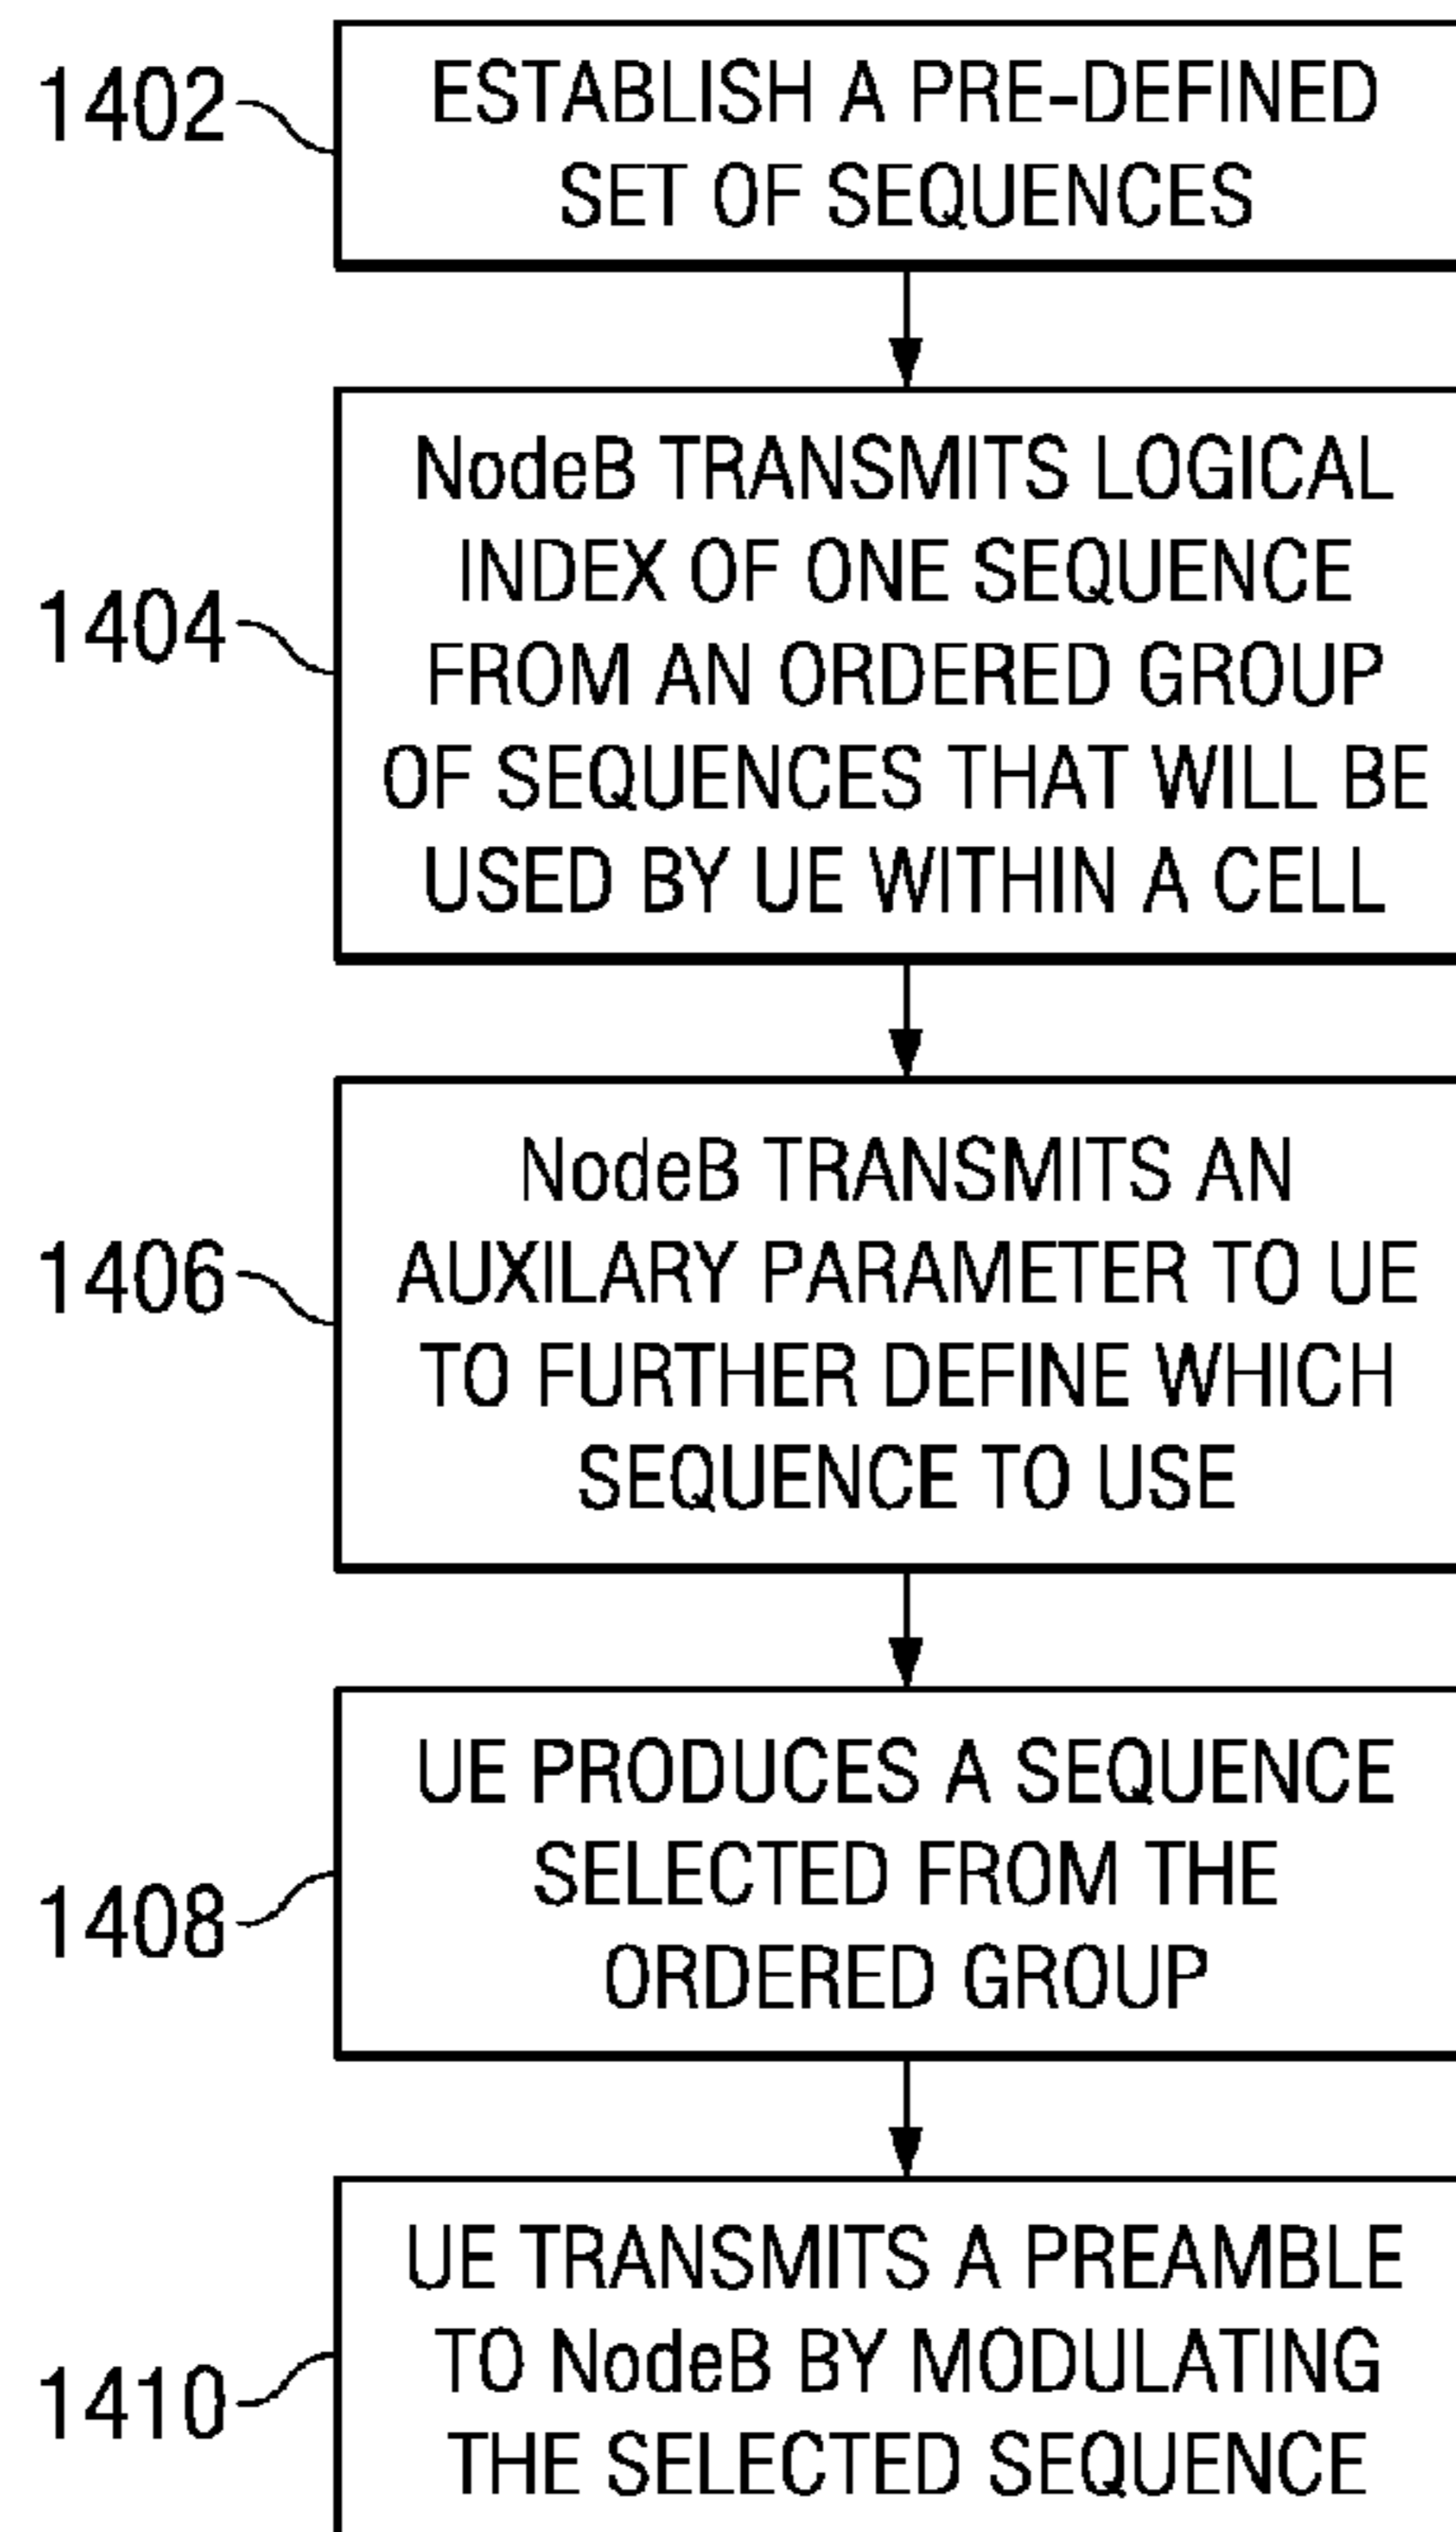 1402
ESTABLISH A PRE-DEFINED
SET OF SEQUENCES
1404
NodeB TRANSMITS LOGICAL
INDEX OF ONE SEQUENCE
FROM AN ORDERED GROUP
OF SEQUENCES THAT WILL BE
USED BY UE WITHIN A CELL
1406
NodeB TRANSMITS AN
AUXILARY PARAMETER TO UE
TO FURTHER DEFINE WHICH
SEQUENCE TO USE
1408
UE PRODUCES A SEQUENCE
SELECTED FROM THE
ORDERED GROUP
1410
UE TRANSMITS A PREAMBLE
TO NodeB BY MODULATING
THE SELECTED SEQUENCE